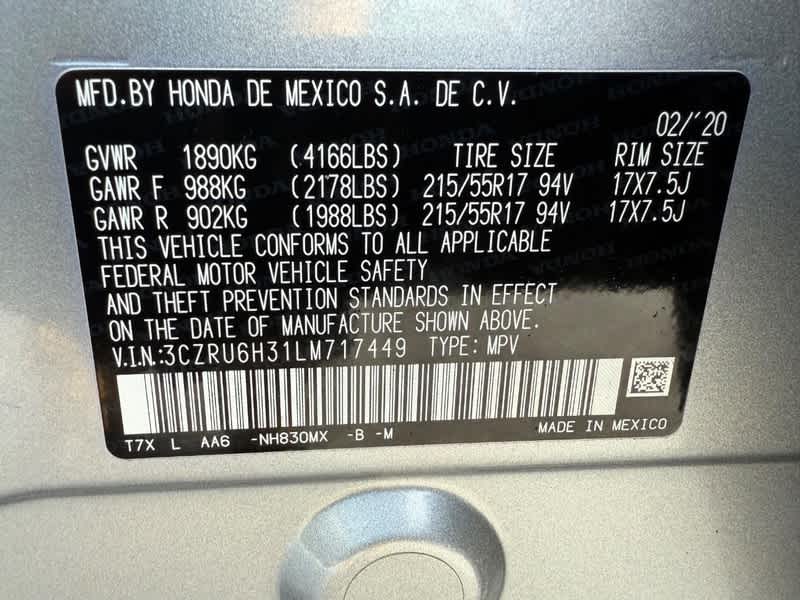 MFD.BY HONDA DE MEXICO S.A. DE C.V.
02/'20
GVWR 1890KG (4166LBS) TIRE SIZE RIM SIZE
GAWR F 988KG (2178LBS) 215/55R17 94V 17X7.5J
GAWR R 902KG (1988LBS) 215/55R17 94V 17X7.5J
THIS VEHICLE CONFORMS TO ALL APPLICABLE
FEDERAL MOTOR VEHICLE SAFETY
AND THEFT PREVENTION STANDARDS IN EFFECT
ON THE DATE OF MANUFACTURE SHOWN ABOVE.
V.I.N.:3CZRU6H31LM717449 TYPE: MPV
T7X L AA6 -NH830MX -B -M MADE IN MEXICO